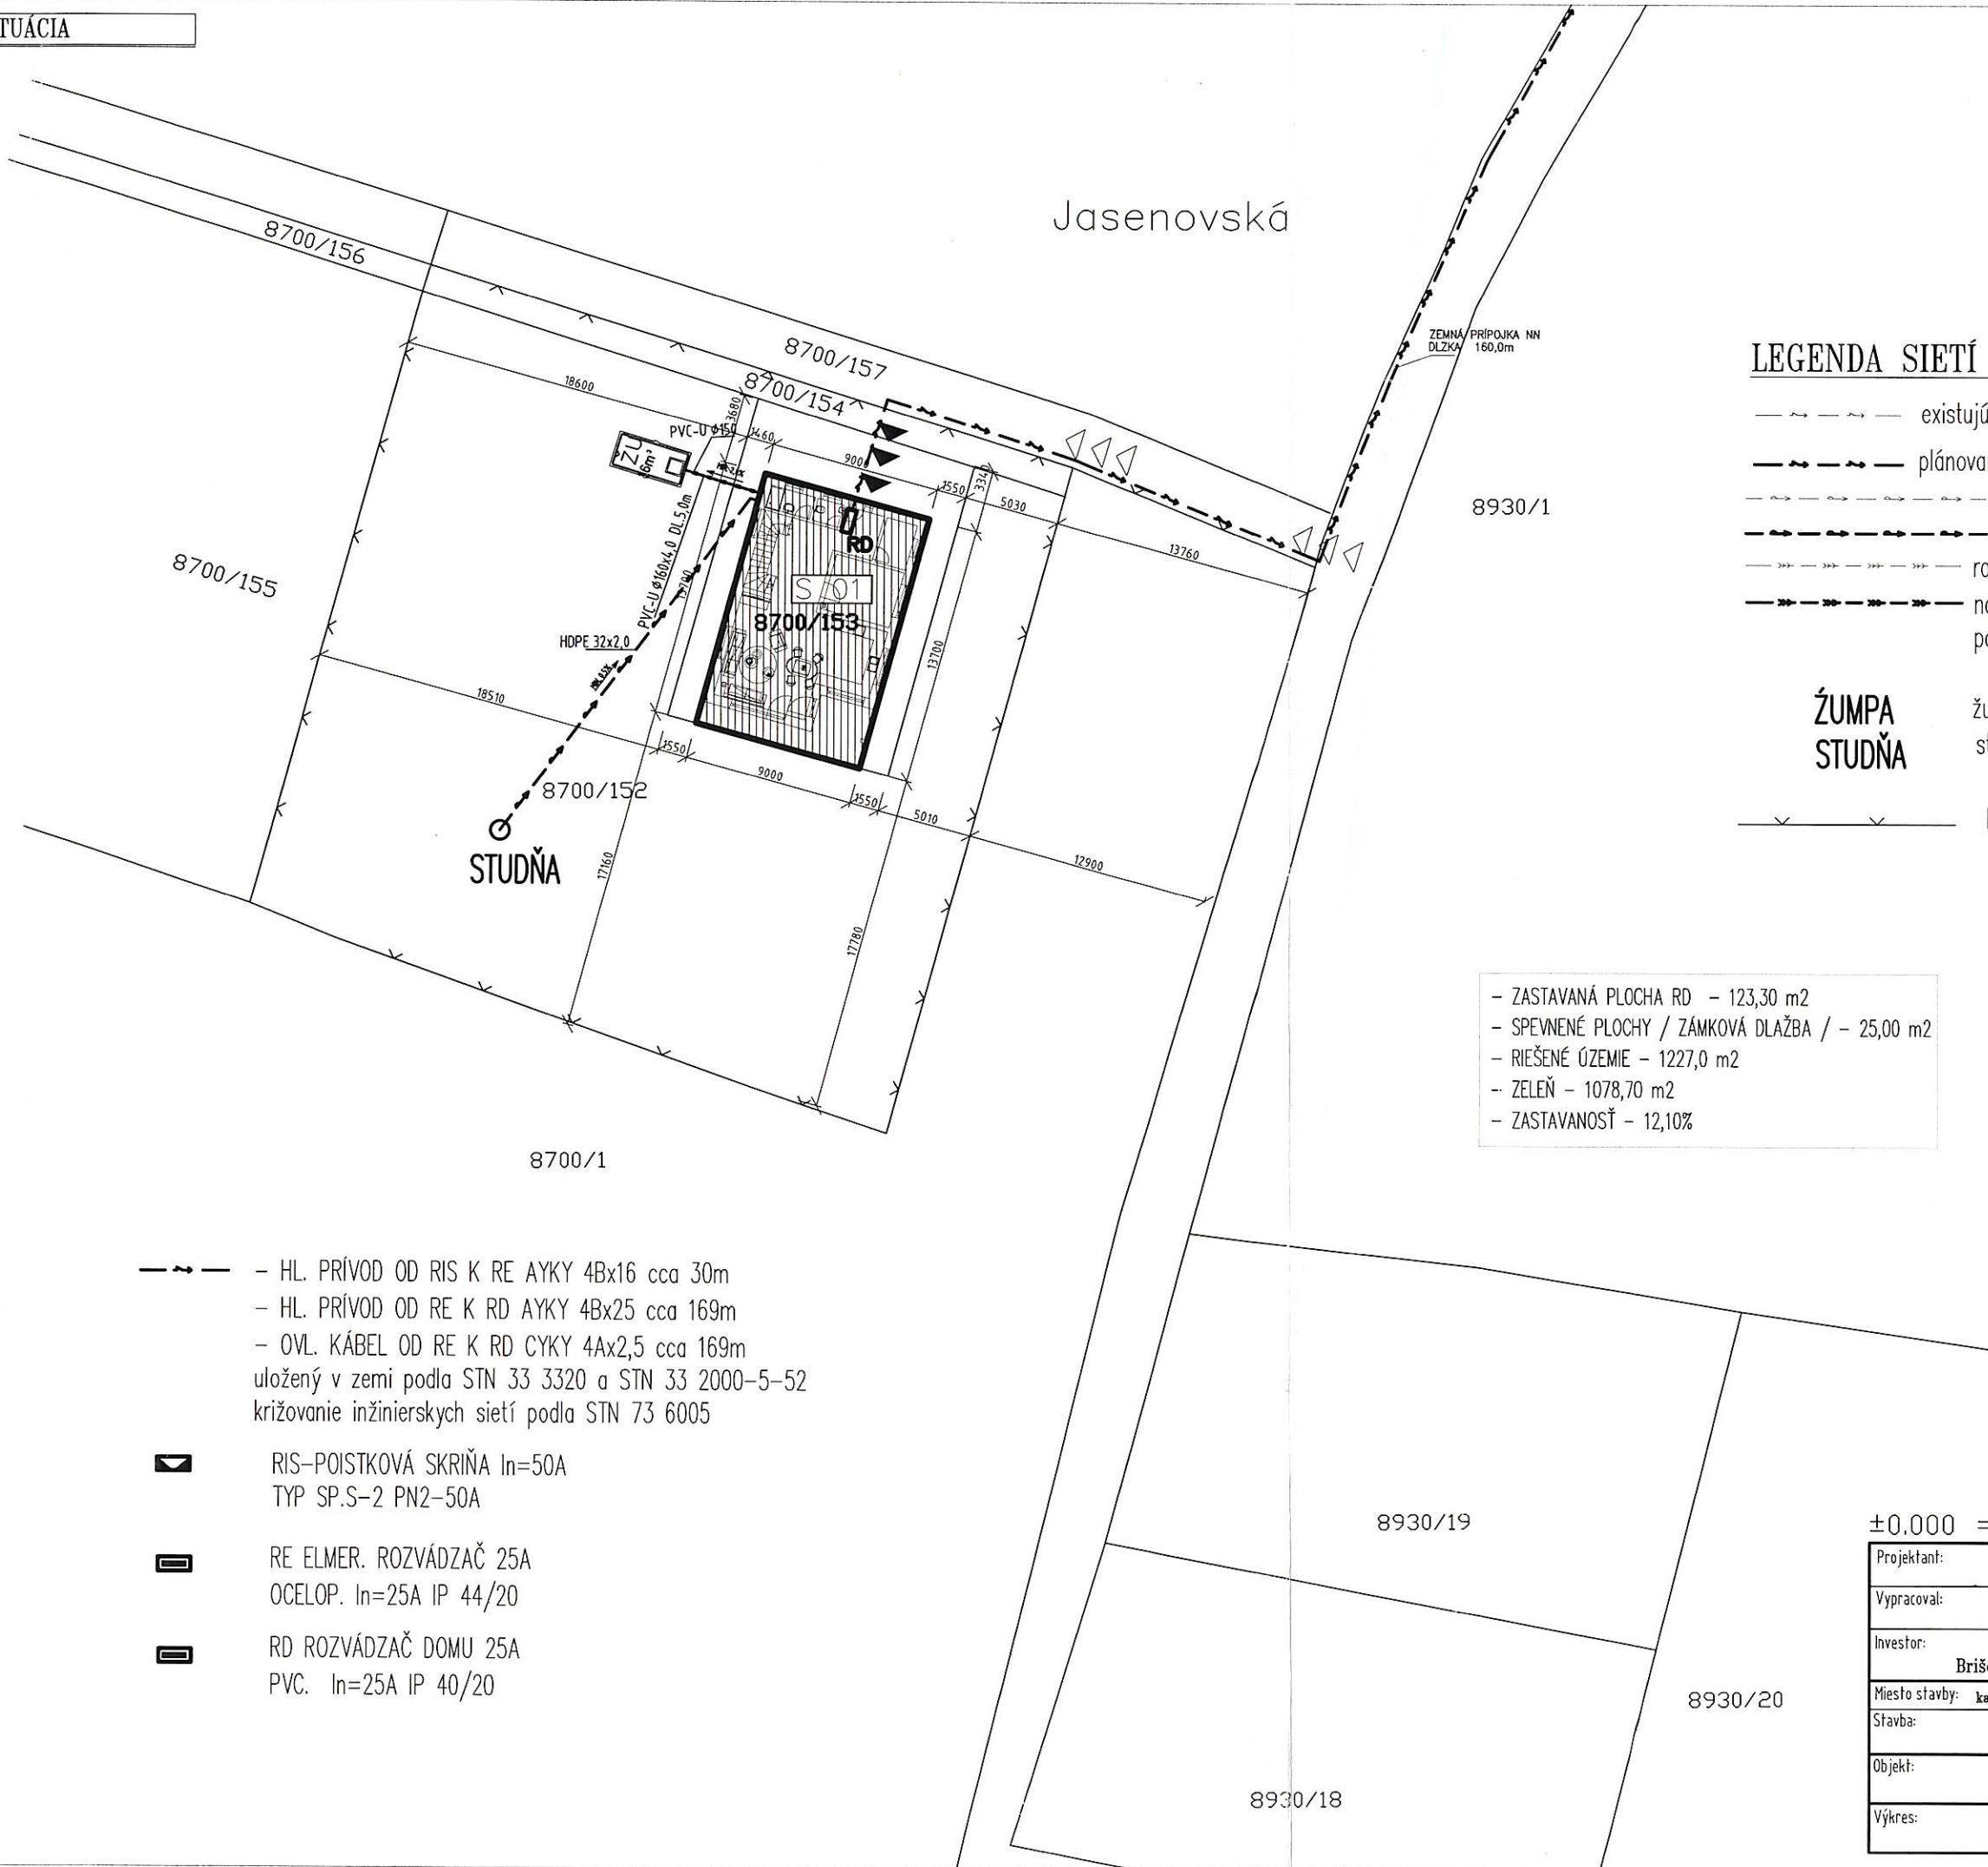 TUÁCIA
Jasenovská
8700/156
8700/157
8700/154
ZEMNÁ PRÍPOJKA NN
DLZKA 160,0m
LEGENDA SIETÍ
existujú
plánova
ro
po
ŹUMPA
STUDŇA
18600
3680
PVC-U ø150
1460
9000
1550
3340
5030
13760
8930/1
ZU
6m³
RD
S 01
8700/153
8700/155
PVC-U ø160x4,0 DL.5,0m
13700
13700
HDPE 32x2,0
18510
1550
9000
1550
5010
12900
8700/152
STUDŇA
17160
17780
8700/1
- ZASTAVANÁ PLOCHA RD - 123,30 m2
- SPEVNENÉ PLOCHY / ZÁMKOVÁ DLAŽBA / - 25,00 m2
- RIEŠENÉ ÚZEMIE - 1227,0 m2
- ZELEŇ - 1078,70 m2
- ZASTAVANOSŤ - 12,10%
- HL. PRÍVOD OD RIS K RE AYKY 4Bx16 cca 30m
- HL. PRÍVOD OD RE K RD AYKY 4Bx25 cca 169m
- OVL. KÁBEL OD RE K RD CYKY 4Ax2,5 cca 169m
uložený v zemi podla STN 33 3320 a STN 33 2000-5-52
križovanie inžinierskych sietí podla STN 73 6005
RIS-POISTKOVÁ SKRIŇA In=50A
TYP SP.S-2 PN2-50A
RE ELMER. ROZVÁDZAČ 25A
OCELOP. In=25A IP 44/20
RD ROZVÁDZAČ DOMU 25A
PVC. In=25A IP 40/20
8930/19
8930/20
8930/18
±0,000 =
Projektant:
Vypracoval:
Investor:
Briš
Miesto stavby: ka
Stavba:
Objekt:
Výkres: